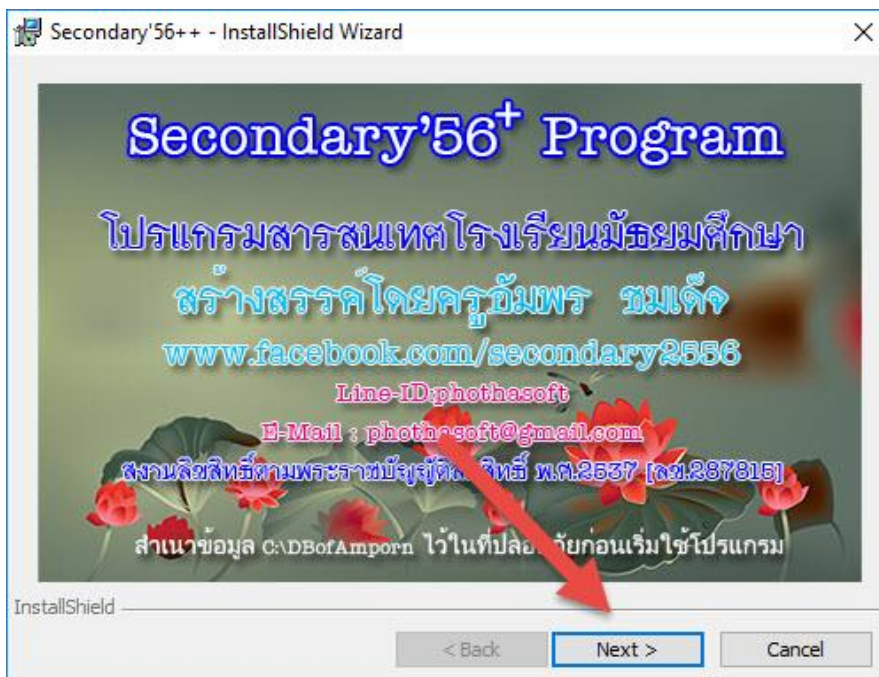 Secondary'56++ - InstallShield Wizard
Secondary'56+ Program
โปรแกรมสารสนเทศโรงเรียนมัธยมศึกษา
สร้างสรรค์โดยครูอัมพร ชมเด็จ
www.facebook.com/secondary2556
Line-ID:phothasoft
E-Mail : phothasoft@gmail.com
สงวนลิขสิทธิ์ตามพระราชบัญญัติลิขสิทธิ์ พ.ศ.2537 [ลข.287815]
สำเนาข้อมูล C:\DBofAmporn ไว้ในที่ปลอดภัยก่อนเริ่มใช้โปรแกรม
InstallShield
< Back Next > Cancel